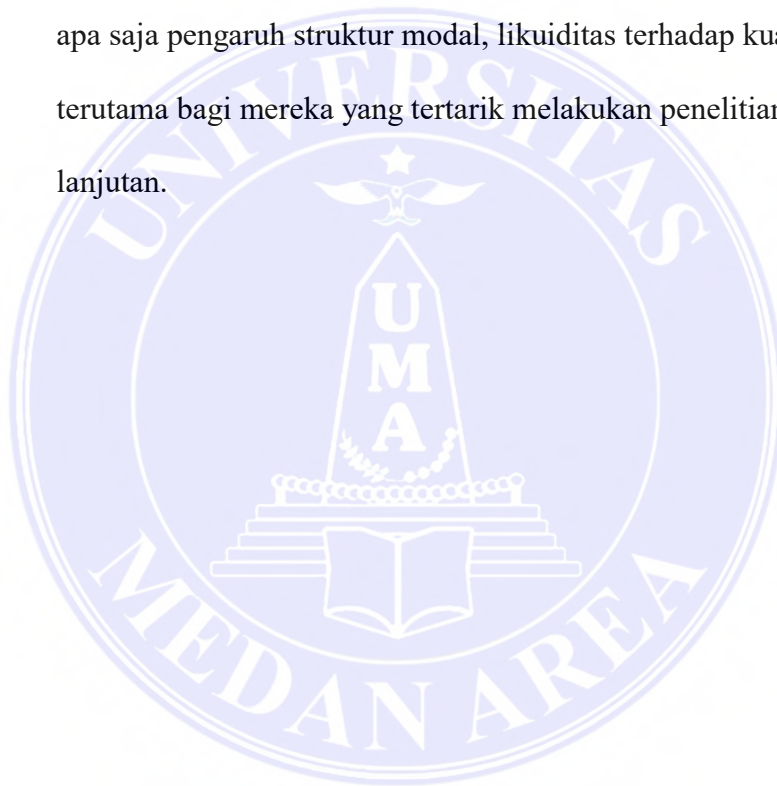 apa saja pengaruh struktur modal, likuiditas terhadap
terutama bagi mereka yang tertarik melakukan penelitian
lanjutan.
UNIVERSITAS
UMA
MEDAN AREA